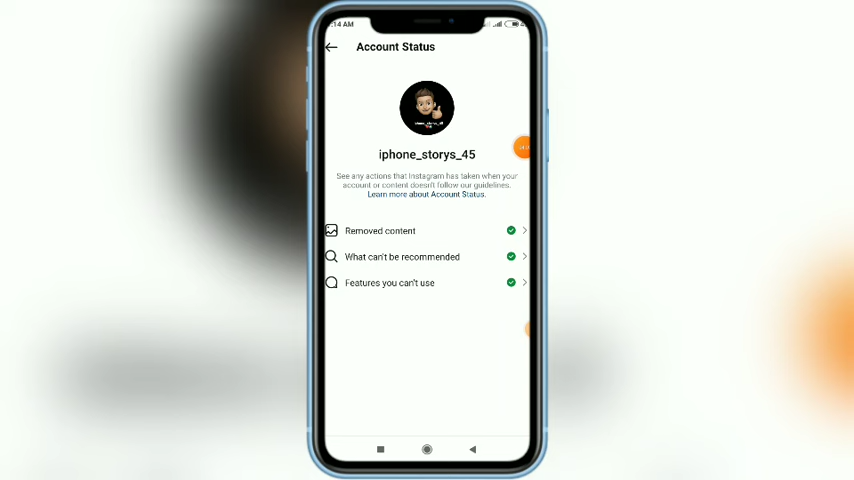 :14 AM
Account Status
iphone_storys_45
See any actions that Instagram has taken when your
account or content doesn't follow our guidelines.
Learn more about Account Status.
Removed content
What can't be recommended
Features you can't use